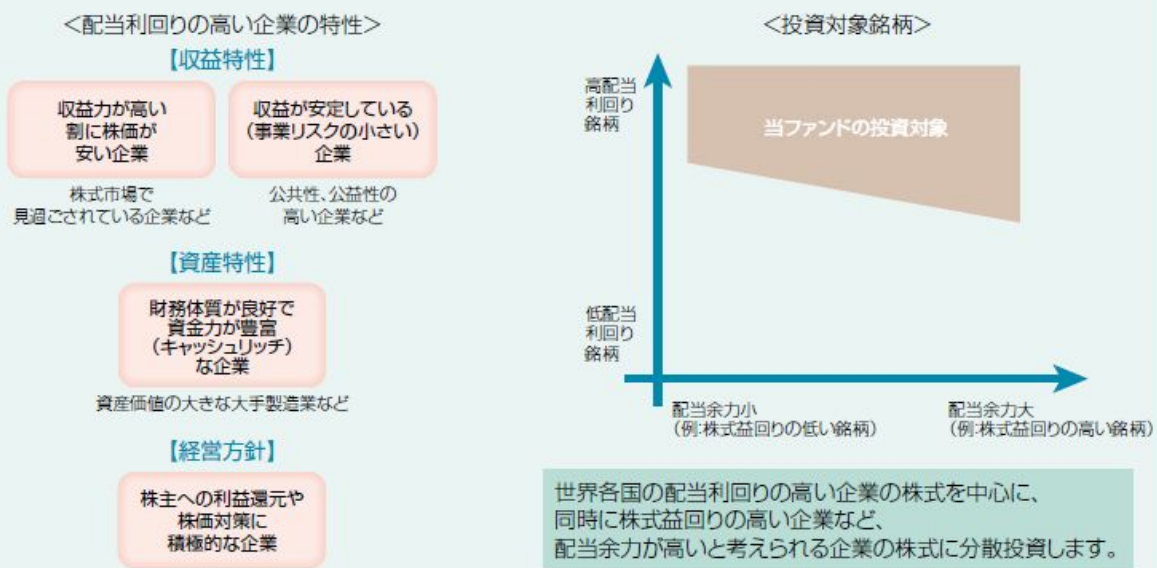 <配当利回りの高い企業の特性>
【収益特性】
収益力が高い
割に株価が
安い企業
株式市場で
見過ごされている企業など
収益が安定している
(事業リスクの小さい)
企業
公共性、公益性の
高い企業など
【資産特性】
財務体質が良好で
資金力が豊富
(キャッシュリッチ)
な企業
資産価値の大きな大手製造業など
【経営方針】
株主への利益還元や
株価対策に
積極的な企業
<投資対象銘柄>
高配当
利回り
銘柄
当ファンドの投資対象
低配当
利回り
銘柄
配当余力小
(例:株式益回りの低い銘柄)
配当余力大
(例:株式益回りの高い銘柄)
世界各国の配当利回りの高い企業の株式を中心に、
同時に株式益回りの高い企業など、
配当余力が高いと考えられる企業の株式に分散投資します。